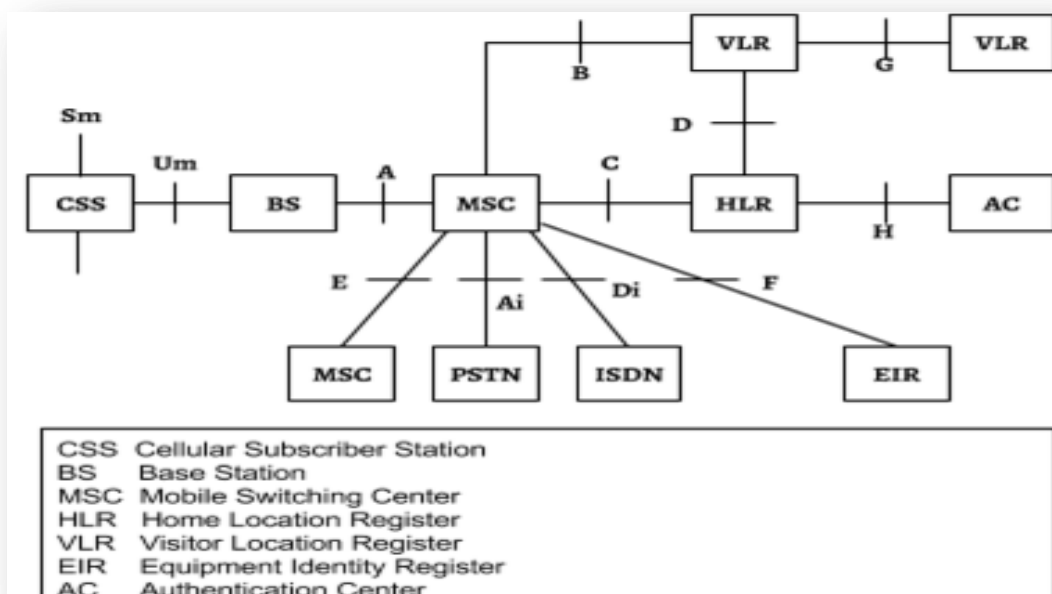 VLR
VLR
B
G
Sm
D
Um
A
C
CSS
BS
MSC
HLR
AC
H
E
Ai
Di
F
MSC
PSTN
ISDN
EIR
CSS Cellular Subscriber Station
BS Base Station
MSC Mobile Switching Center
HLR Home Location Register
VLR Visitor Location Register
EIR Equipment Identity Register
AC Authentication Center